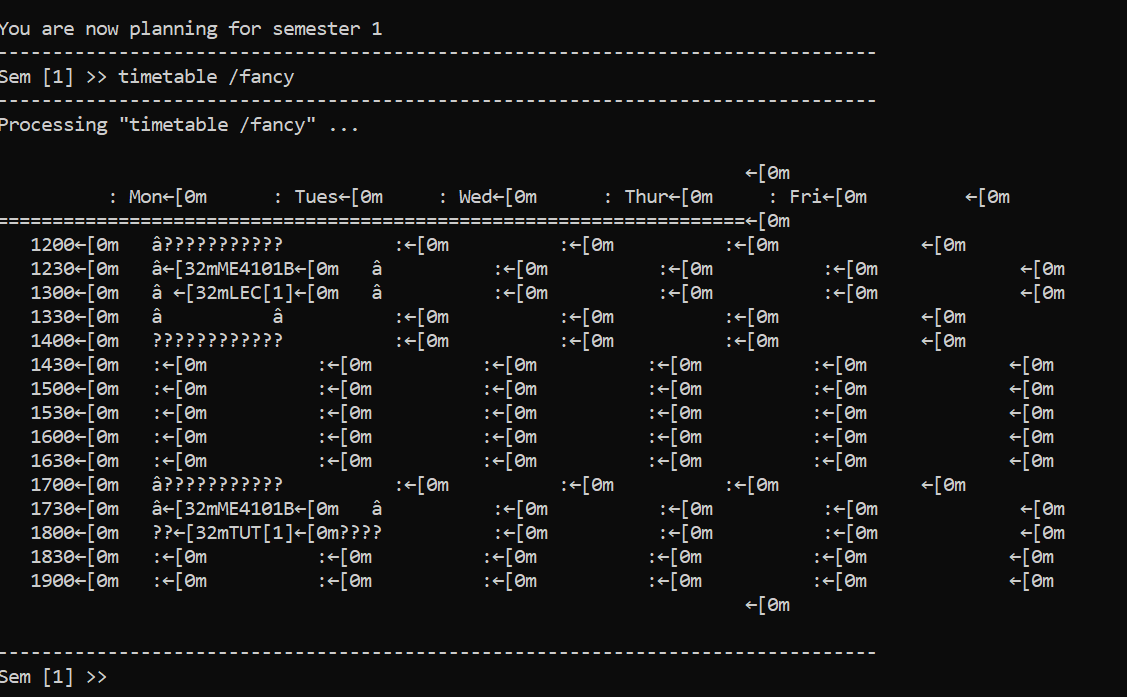 You are now planning for semester 1
----------------------------------------------------------------------------------
Sem [1] >> timetable /fancy
----------------------------------------------------------------------------------
Processing "timetable /fancy" ...
←[0m
: Mon←[0m      : Tues←[0m     : Wed←[0m      : Thur←[0m     : Fri←[0m         ←[0m
======================================================================←[0m
1200←[0m   â???????????          :←[0m          :←[0m          :←[0m             ←[0m
1230←[0m   â←[32mME4101B←[0m   â          :←[0m          :←[0m          :←[0m             ←[0m
1300←[0m   â ←[32mLEC[1]←[0m   â          :←[0m          :←[0m          :←[0m             ←[0m
1330←[0m   â          â          :←[0m          :←[0m          :←[0m             ←[0m
1400←[0m   ????????????          :←[0m          :←[0m          :←[0m             ←[0m
1430←[0m   :←[0m          :←[0m          :←[0m          :←[0m          :←[0m             ←[0m
1500←[0m   :←[0m          :←[0m          :←[0m          :←[0m          :←[0m             ←[0m
1530←[0m   :←[0m          :←[0m          :←[0m          :←[0m          :←[0m             ←[0m
1600←[0m   :←[0m          :←[0m          :←[0m          :←[0m          :←[0m             ←[0m
1630←[0m   :←[0m          :←[0m          :←[0m          :←[0m          :←[0m             ←[0m
1700←[0m   â???????????          :←[0m          :←[0m          :←[0m             ←[0m
1730←[0m   â←[32mME4101B←[0m   â          :←[0m          :←[0m          :←[0m             ←[0m
1800←[0m   ??←[32mTUT[1]←[0m????          :←[0m          :←[0m          :←[0m             ←[0m
1830←[0m   :←[0m          :←[0m          :←[0m          :←[0m          :←[0m             ←[0m
1900←[0m   :←[0m          :←[0m          :←[0m          :←[0m          :←[0m             ←[0m
←[0m
----------------------------------------------------------------------------------
Sem [1] >>